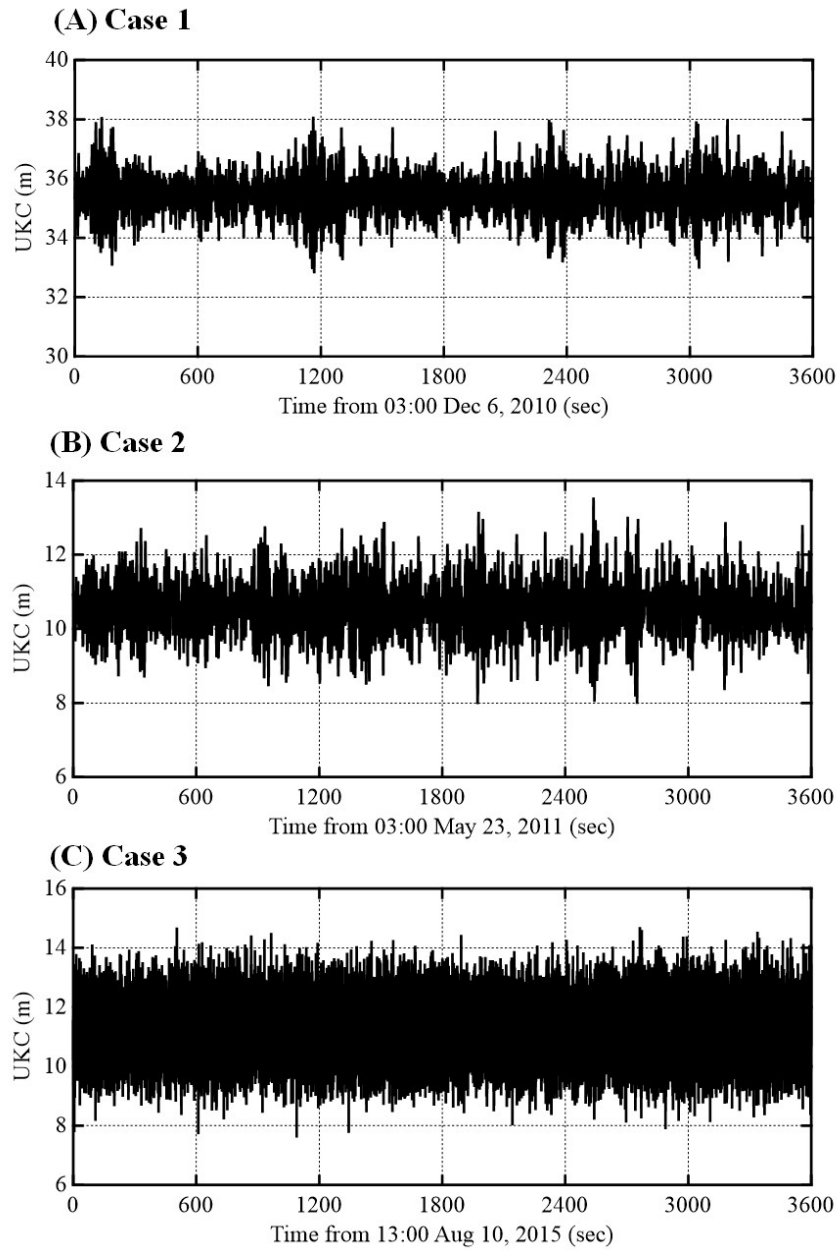 (A) Case 1
40
38
36
34
32
30
UKC (m)
0 600 1200 1800 2400 3000 3600
Time from 03:00 Dec 6, 2010 (sec)
(B) Case 2
14
12
10
8
6
UKC (m)
0 600 1200 1800 2400 3000 3600
Time from 03:00 May 23, 2011 (sec)
(C) Case 3
16
14
12
10
8
6
UKC (m)
0 600 1200 1800 2400 3000 3600
Time from 13:00 Aug 10, 2015 (sec)